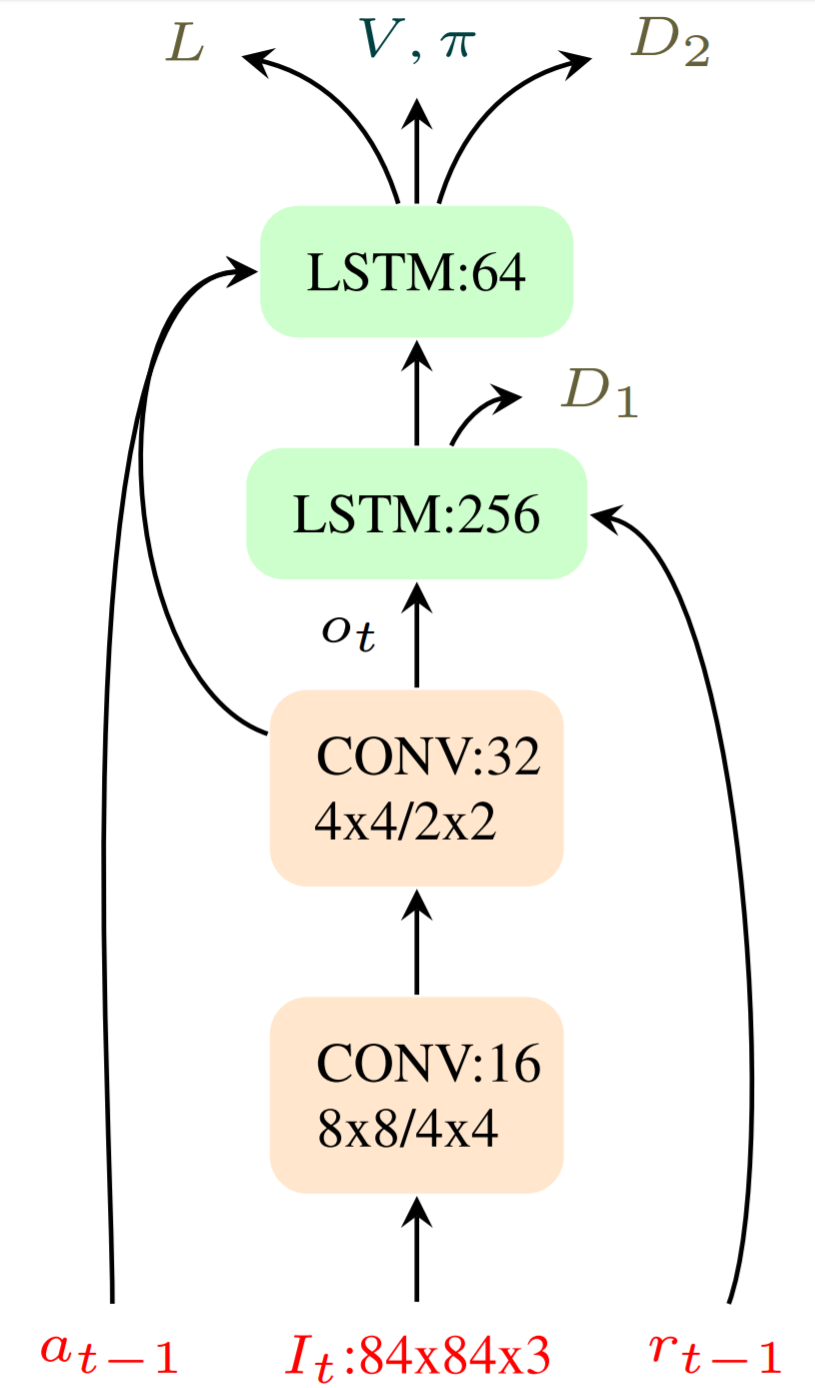 L V, π D₂
LSTM:64
D₁
LSTM:256
oₜ
CONV:32
4x4/2x2
CONV:16
8x8/4x4
aₜ₋₁ Iₜ:84x84x3 rₜ₋₁